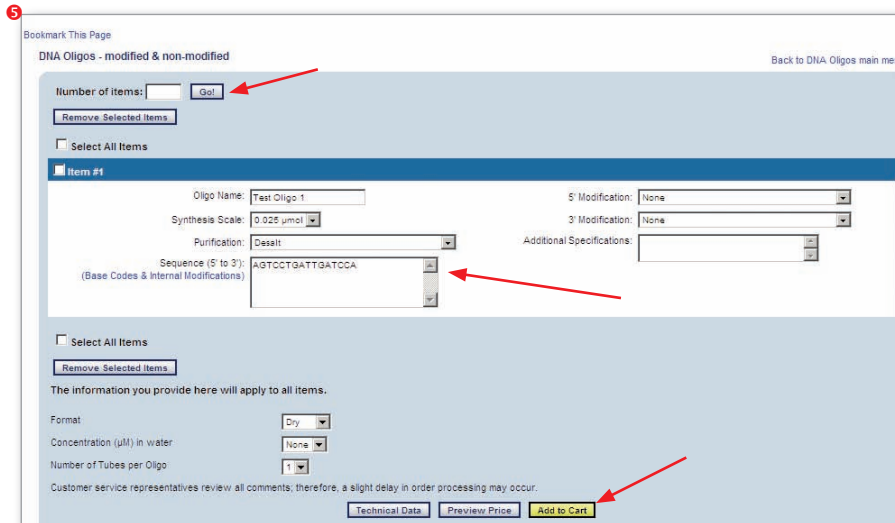 5
Bookmark This Page
DNA Oligos - modified & non-modified
Back to DNA Oligos main me
Number of items: Go!
Remove Selected Items
Select All Items
Item #1
Oligo Name: Test Oligo 1 5' Modification: None
Synthesis Scale: 0.025 µmol 3' Modification: None
Purification: Desalt Additional Specifications:
Sequence (5' to 3'): AGTCCTGATTGATCCA
(Base Codes & Internal Modifications)
Select All Items
Remove Selected Items
The information you provide here will apply to all items.
Format Dry
Concentration (µM) in water None
Number of Tubes per Oligo 1
Customer service representatives review all comments; therefore, a slight delay in order processing may occur.
Technical Data Preview Price Add to Cart